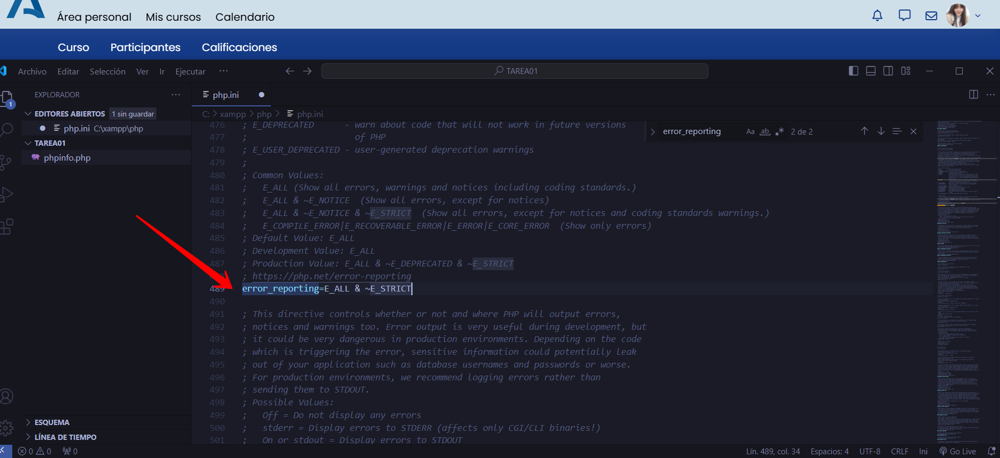 Área personal Mis cursos Calendario
Curso Participantes Calificaciones
Archivo Editar Selección Ver Ir Ejecutar ··· TAREA01
EXPLORADOR ···
php.ini
1
EDITORES ABIERTOS 1 sin guardar
php.ini C:\xampp\php
TAREA01
phpinfo.php
C: > xampp > php > php.ini
error_reporting Aa ab 2 de 2
476 ; E_DEPRECATED - warn about code that will not work in future versions
477 ; of PHP
478 ; E_USER_DEPRECATED - user-generated deprecation warnings
479 ;
480 ; Common Values:
481 ; E_ALL (Show all errors, warnings and notices including coding standards.)
482 ; E_ALL & ~E_NOTICE (Show all errors, except for notices)
483 ; E_ALL & ~E_NOTICE & ~E_STRICT (Show all errors, except for notices and coding standards warnings.)
484 ; E_COMPILE_ERROR|E_RECOVERABLE_ERROR|E_ERROR|E_CORE_ERROR (Show only errors)
485 ; Default Value: E_ALL
486 ; Development Value: E_ALL
487 ; Production Value: E_ALL & ~E_DEPRECATED & ~E_STRICT
; https://php.net/error-reporting
489 error_reporting=E_ALL & ~E_STRICT
490
491 ; This directive controls whether or not and where PHP will output errors,
492 ; notices and warnings too. Error output is very useful during development, but
493 ; it could be very dangerous in production environments. Depending on the code
494 ; which is triggering the error, sensitive information could potentially leak
495 ; out of your application such as database usernames and passwords or worse.
496 ; For production environments, we recommend logging errors rather than
497 ; sending them to STDOUT.
498 ; Possible Values:
499 ; Off = Do not display any errors
500 ; stderr = Display errors to STDERR (affects only CGI/CLI binaries!)
501 ; On or stdout = Display errors to STDOUT
ESQUEMA
LÍNEA DE TIEMPO
0 0 0 Lín. 489, col. 34 Espacios: 4 UTF-8 CRLF Ini Go Live